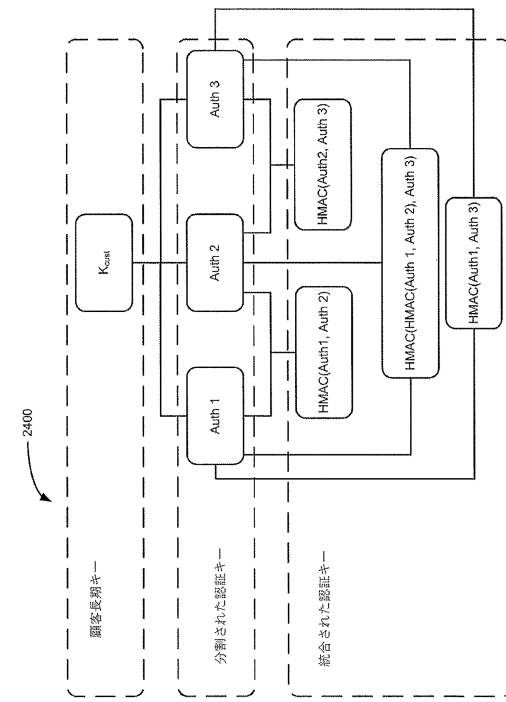 2400
顧客長期キー
Kcust
分割された認証キー
Auth 1
Auth 2
Auth 3
統合された認証キー
HMAC(Auth1, Auth 2)
HMAC(Auth2, Auth 3)
HMAC(HMAC(Auth 1, Auth 2), Auth 3)
HMAC(Auth1, Auth 3)